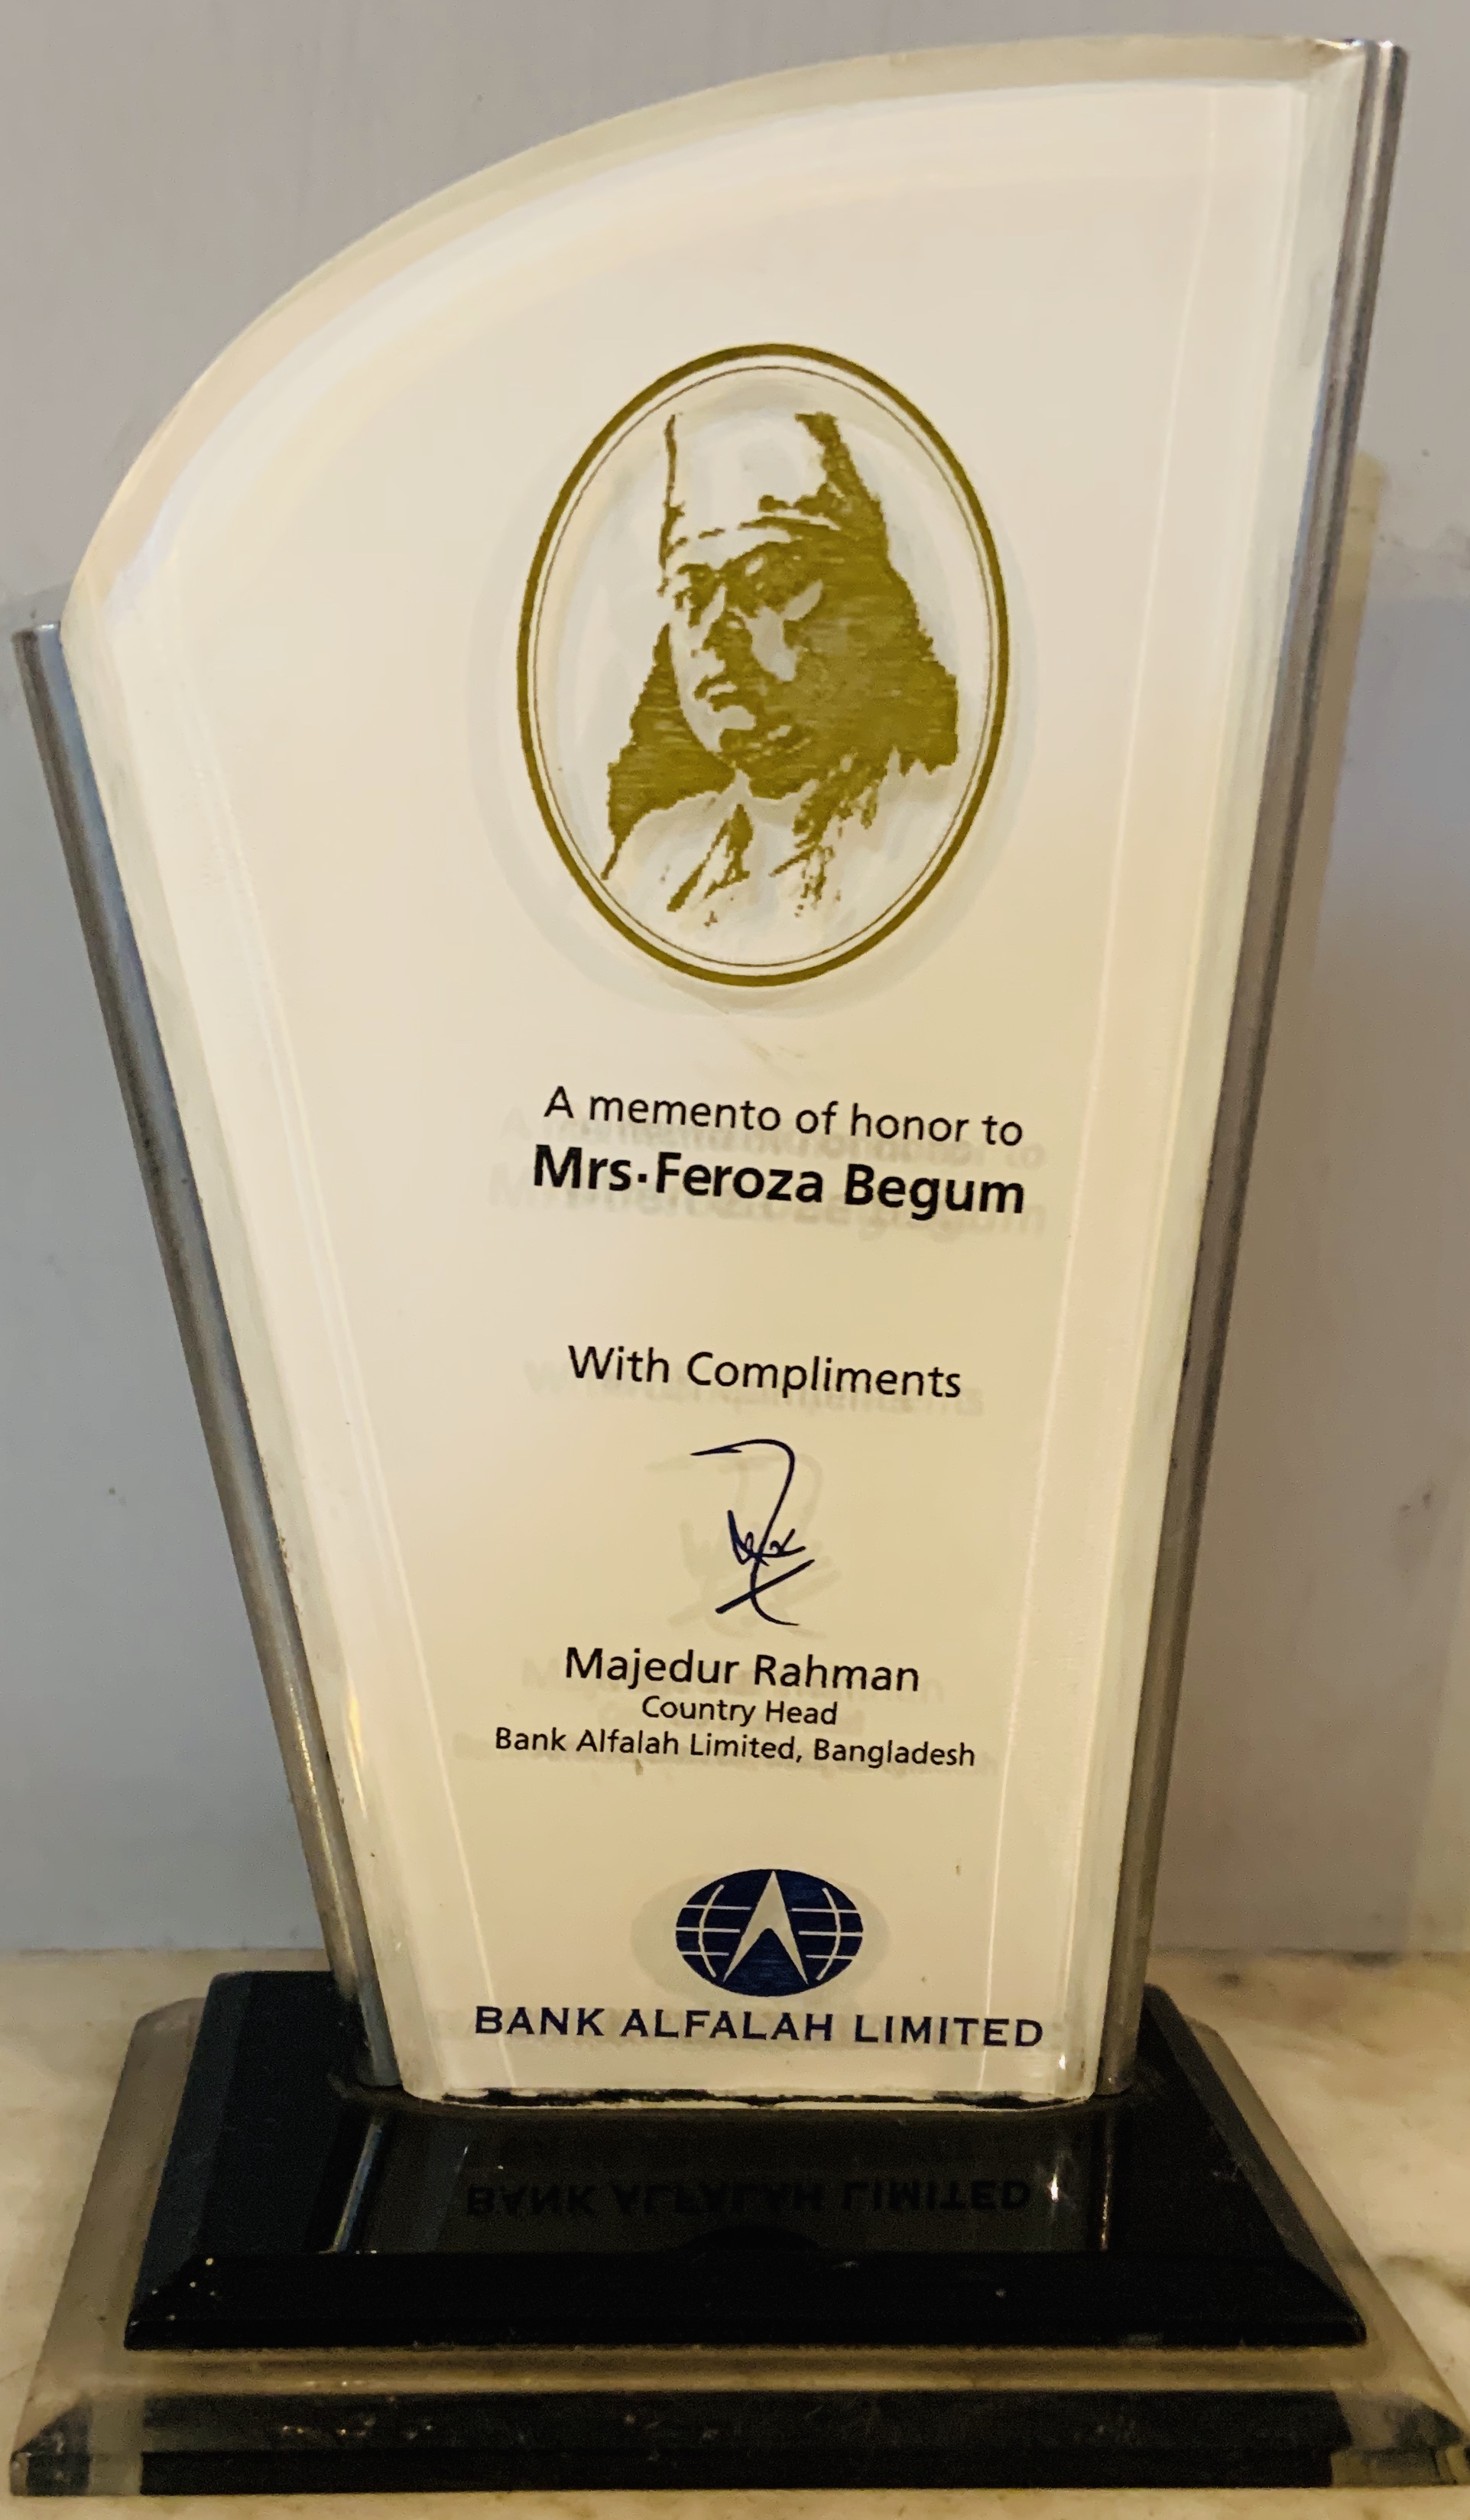 A memento of honor to
Mrs.Feroza Begum
With Compliments
Majedur Rahman
Country Head
Bank Alfalah Limited, Bangladesh
BANK ALFALAH LIMITED